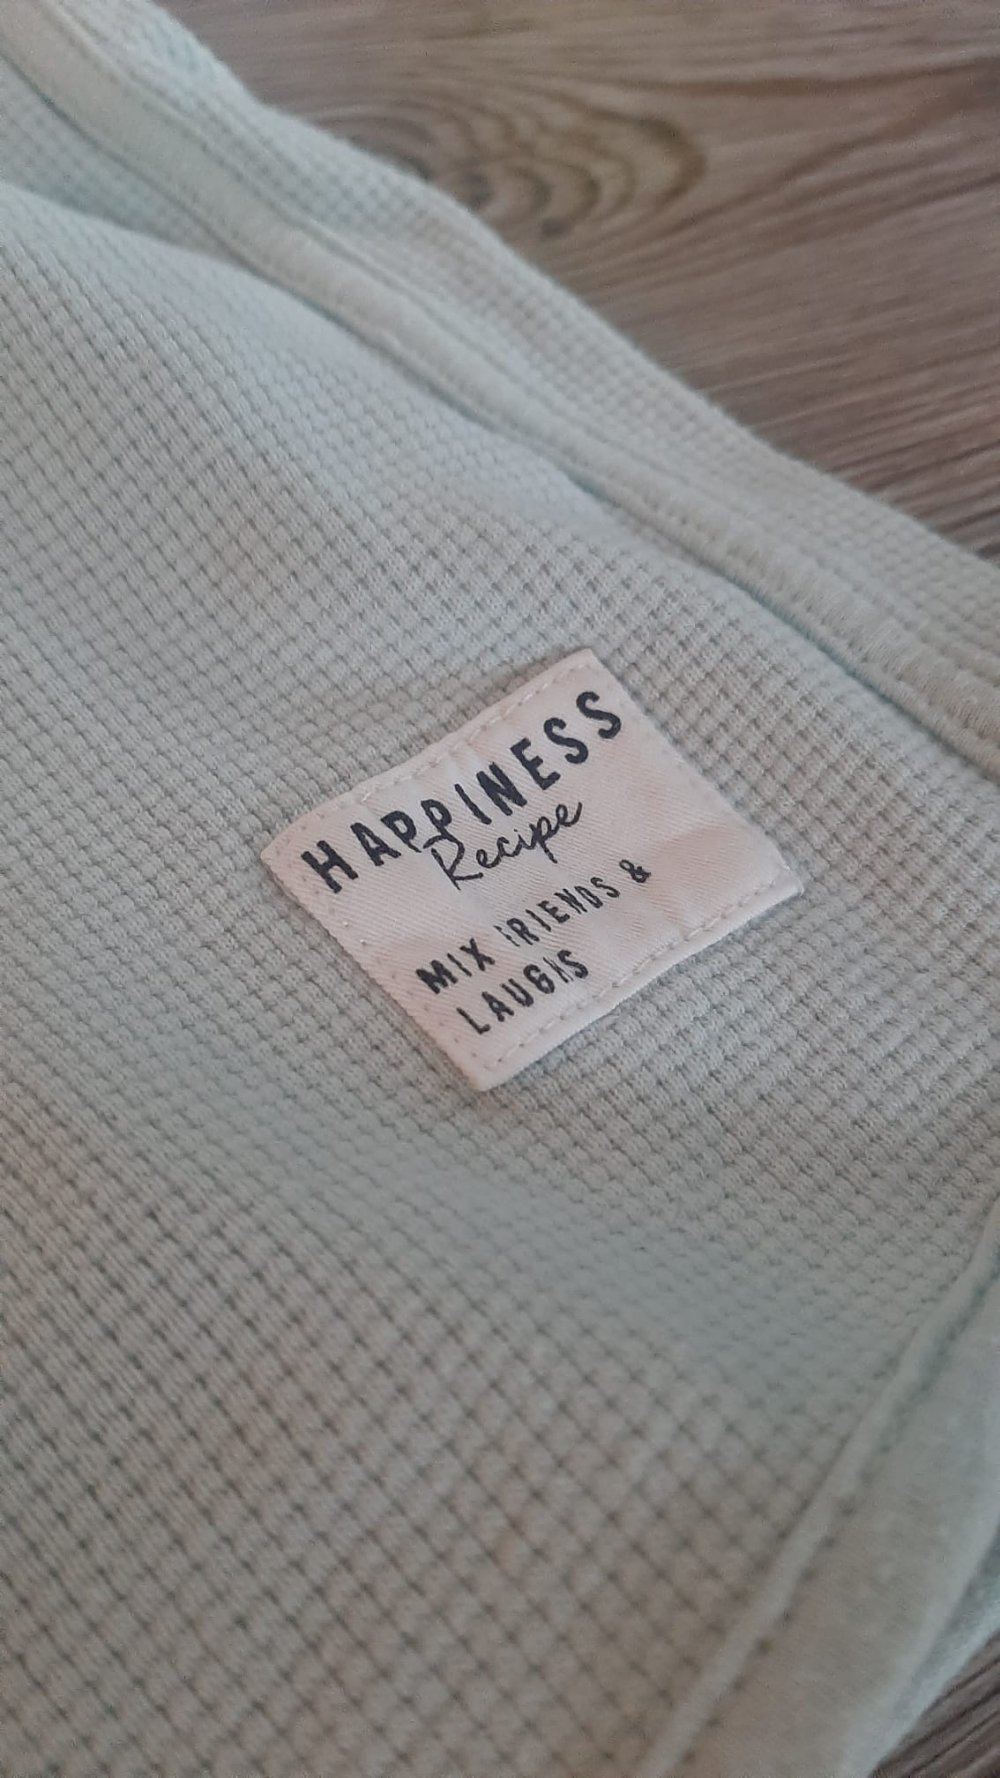 HAPPINESS
Recipe
MIX FRIENDS &
LAUGHS